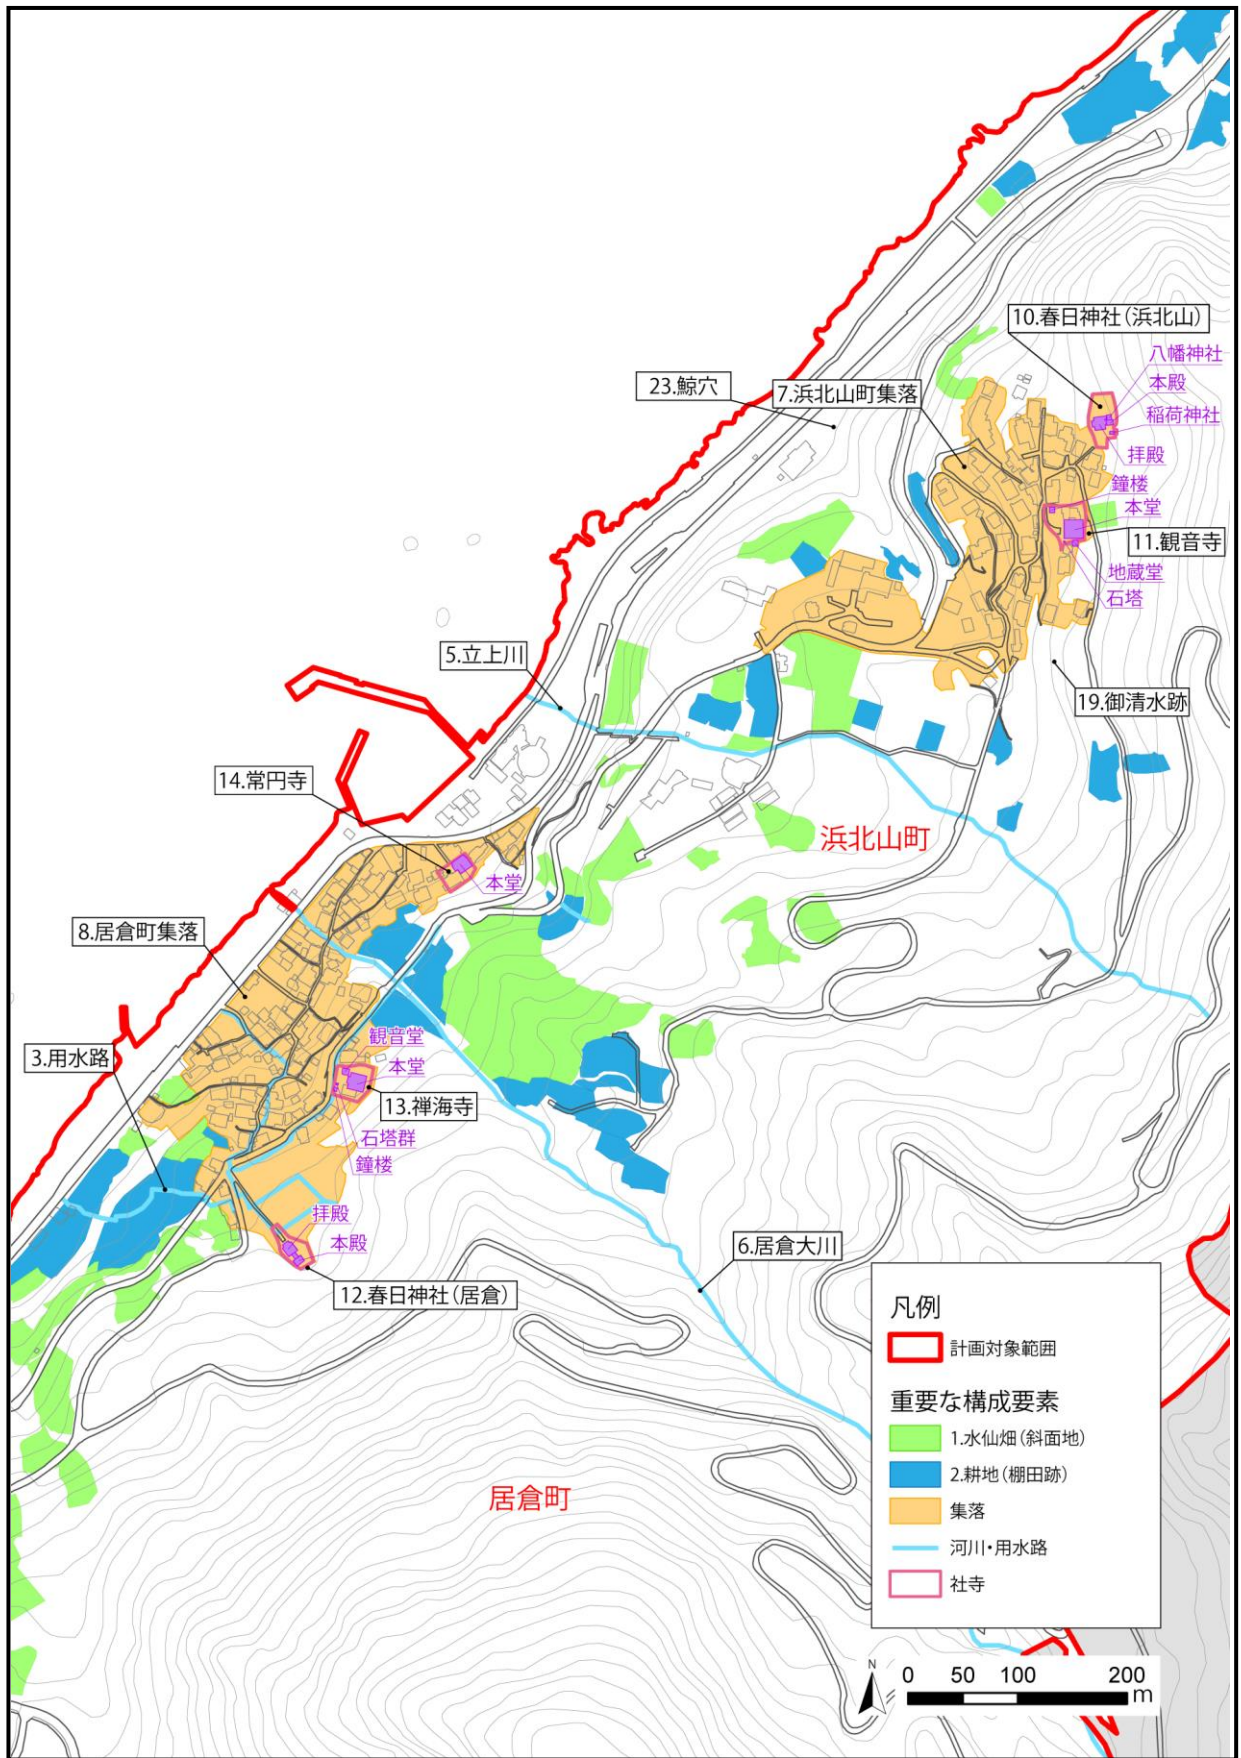 10.春日神社(浜北山)
八幡神社
本殿
稲荷神社
拝殿
23.鯨穴
7.浜北山町集落
鐘楼
本堂
11.観音寺
地蔵堂
石塔
5.立上川
19.御清水跡
14.常円寺
本堂
浜北山町
8.居倉町集落
3.用水路
観音堂
本堂
13.禅海寺
石塔群
鐘楼
拝殿
本殿
12.春日神社(居倉)
6.居倉大川
居倉町
凡例
計画対象範囲
重要な構成要素
1.水仙畑(斜面地)
2.耕地(棚田跡)
集落
河川・用水路
社寺
N
0 50 100 200
m